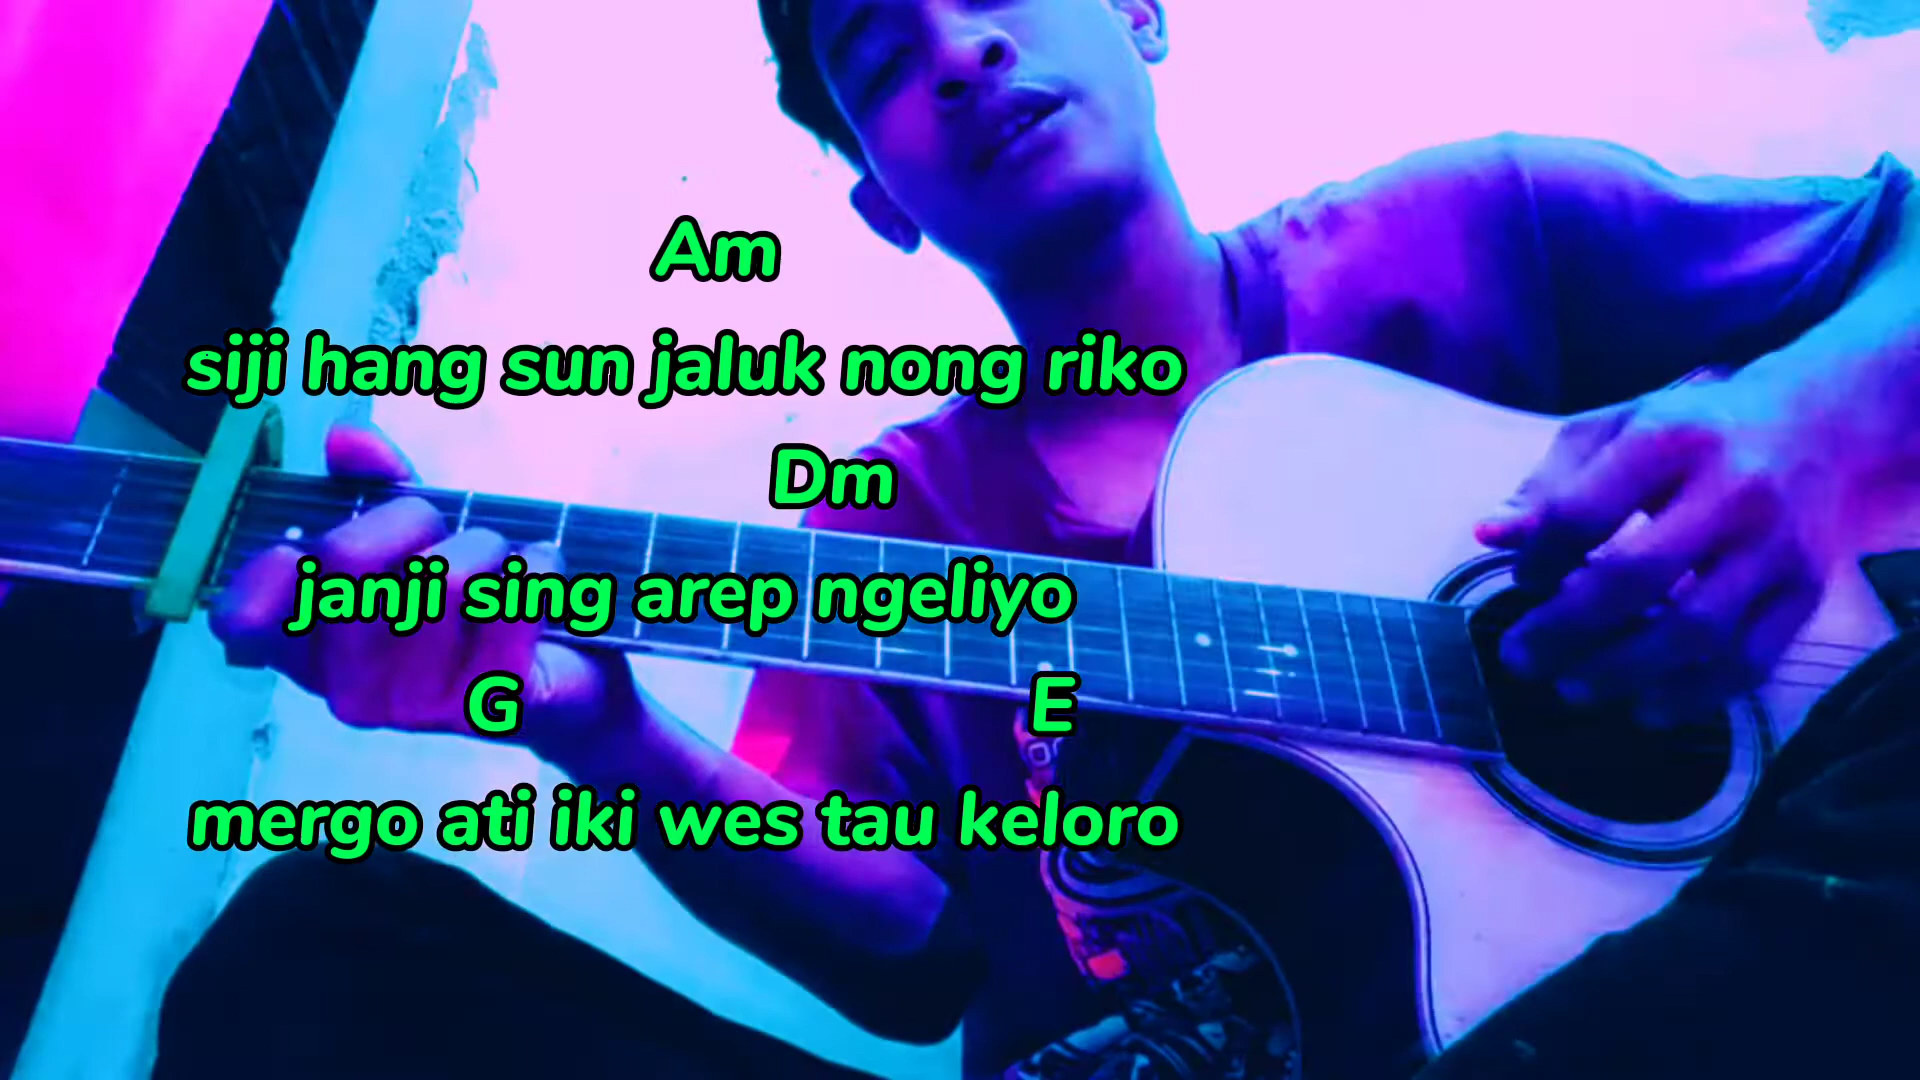 Am
siji hang sun jaluk nong riko
Dm
janji sing arep ngeliyo
G E
mergo ati iki wes tau keloro